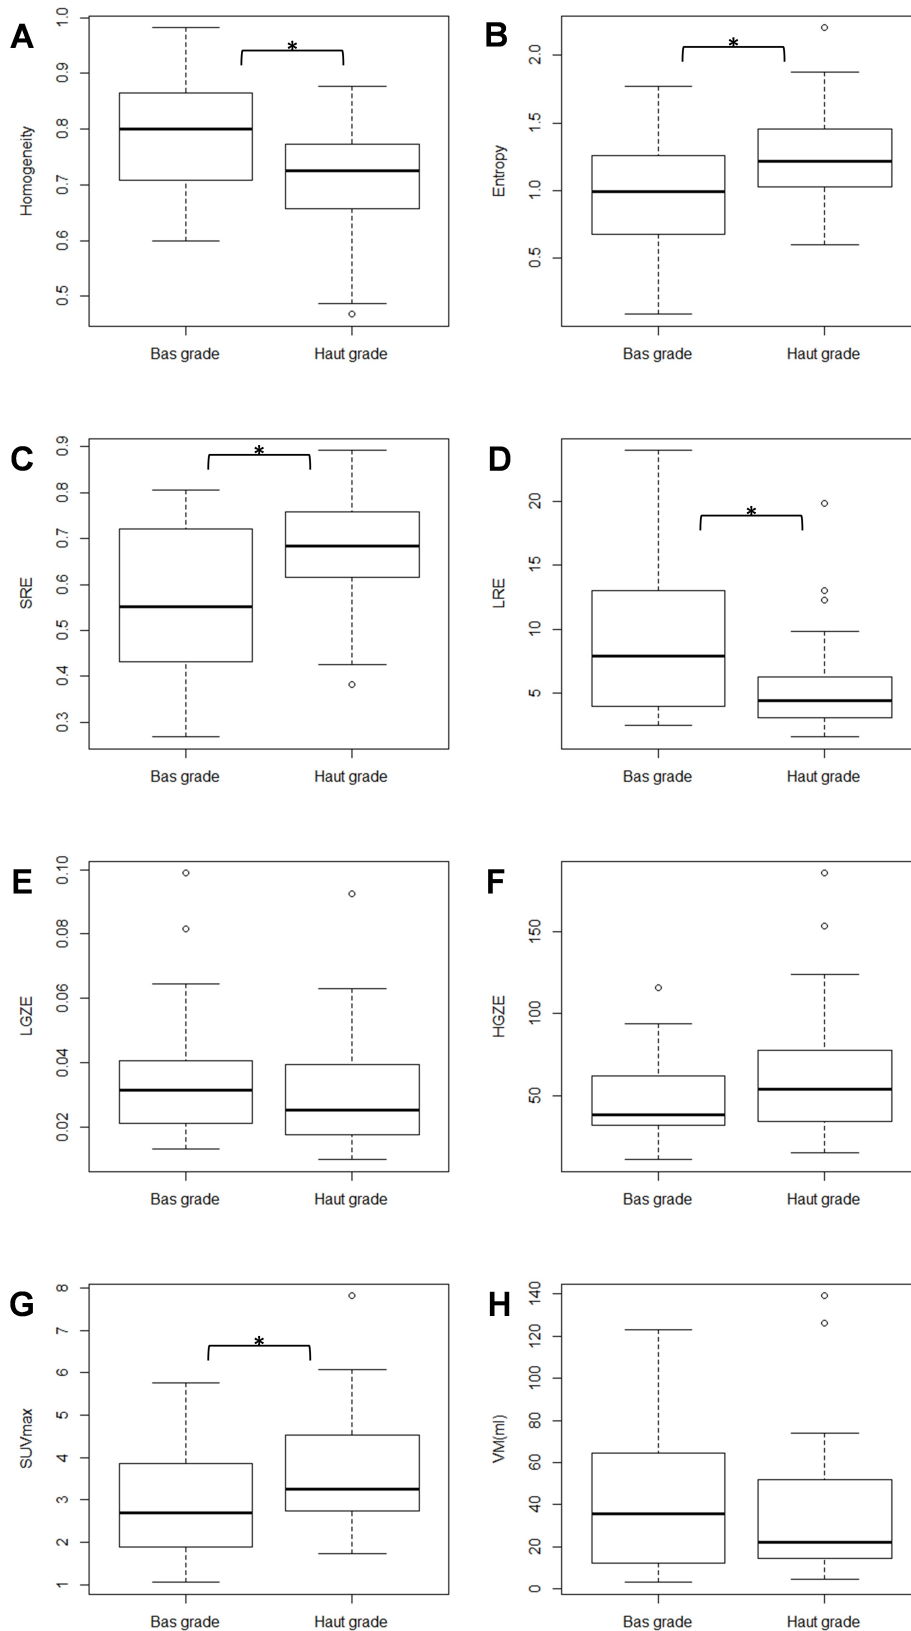 A
*
Homogeneity
1.0
0.9
0.8
0.7
0.6
0.5
Bas grade
Haut grade
B
*
Entropy
2.0
1.5
1.0
0.5
Bas grade
Haut grade
C
*
SRE
0.9
0.8
0.7
0.6
0.5
0.4
0.3
Bas grade
Haut grade
D
*
LRE
20
15
10
5
Bas grade
Haut grade
E
LGZE
0.10
0.08
0.06
0.04
0.02
Bas grade
Haut grade
F
HGZE
150
100
50
Bas grade
Haut grade
G
*
SUVmax
8
7
6
5
4
3
2
1
Bas grade
Haut grade
H
VM(ml)
140
120
100
80
60
40
20
0
Bas grade
Haut grade